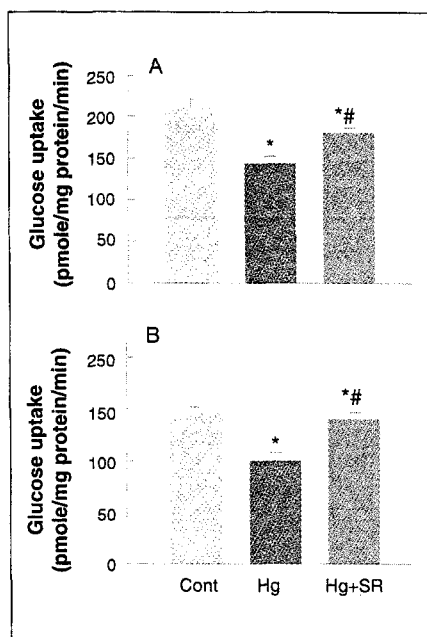 A
Glucose uptake
(pmole/mg protein/min)
250
200
150
100
50
0
*
*#
B
Glucose uptake
(pmole/mg protein/min)
250
150
100
50
0
*
*#
Cont Hg Hg+SR